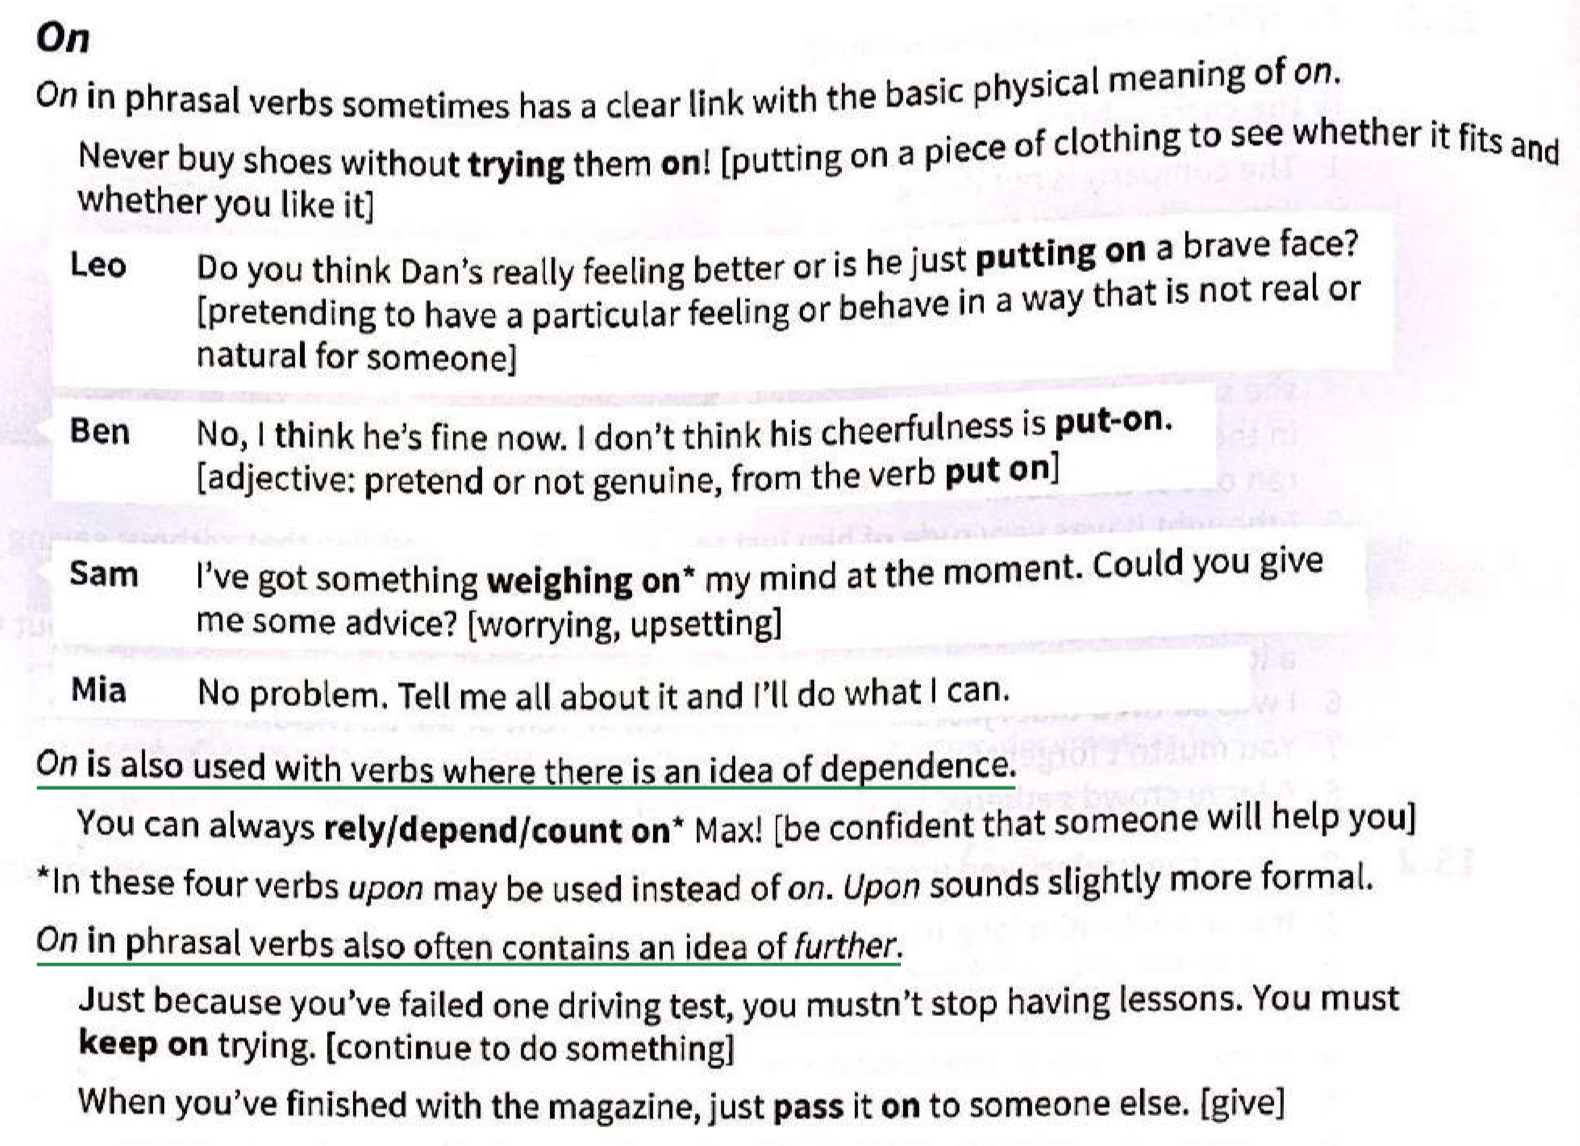 On
On in phrasal verbs sometimes has a clear link with the basic physical meaning of on.
Never buy shoes without trying them on! [putting on a piece of clothing to see whether it fits and
whether you like it]
Leo Do you think Dan's really feeling better or is he just putting on a brave face?
[pretending to have a particular feeling or behave in a way that is not real or
natural for someone]
Ben No, I think he's fine now. I don't think his cheerfulness is put-on.
[adjective: pretend or not genuine, from the verb put on]
Sam I've got something weighing on* my mind at the moment. Could you give
me some advice? [worrying, upsetting]
Mia No problem. Tell me all about it and I'll do what I can.
On is also used with verbs where there is an idea of dependence.
You can always rely/depend/count on* Max! [be confident that someone will help you]
*In these four verbs upon may be used instead of on. Upon sounds slightly more formal.
On in phrasal verbs also often contains an idea of further.
Just because you've failed one driving test, you mustn't stop having lessons. You must
keep on trying. [continue to do something]
When you've finished with the magazine, just pass it on to someone else. [give]